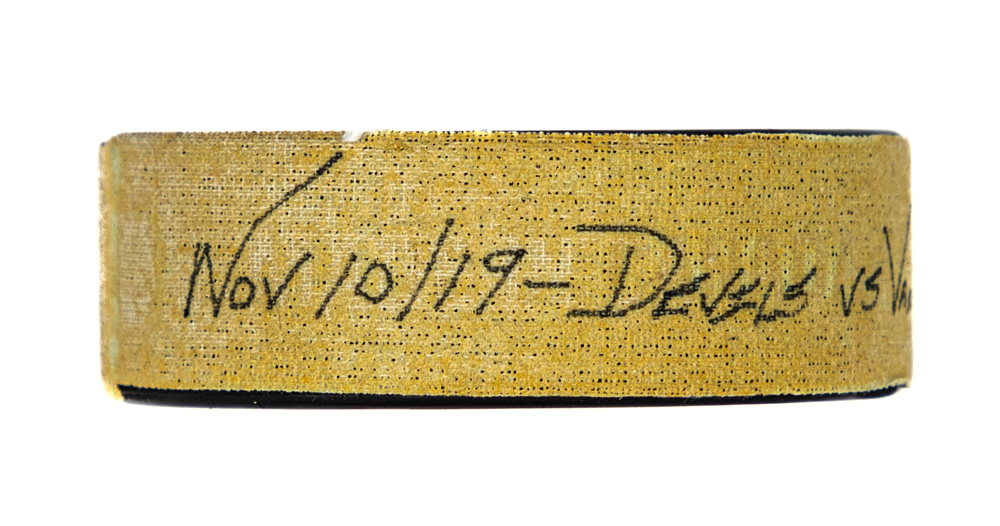 Nov 10/19 - DEVILS vs